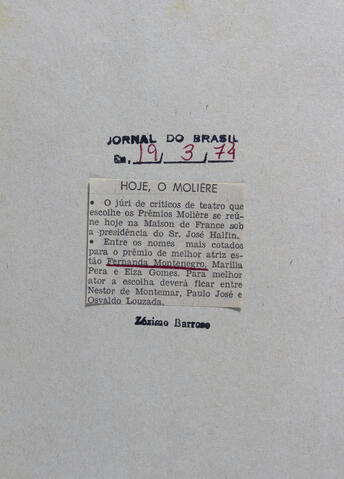 JORNAL DO BRASIL
Em, 19 / 3 / 74
HOJE, O MOLIÈRE
• O júri de críticos de teatro que
escolhe os Prêmios Molière se reú-
ne hoje na Maison de France sob
a presidência do Sr. José Halfin.
• Entre os nomes mais cotados
para o prêmio de melhor atriz es-
tão Fernanda Montenegro, Marília
Pera e Elza Gomes. Para melhor
ator a escolha deverá ficar entre
Nestor de Montemar, Paulo José e
Osvaldo Louzada.
Zózimo Barroso